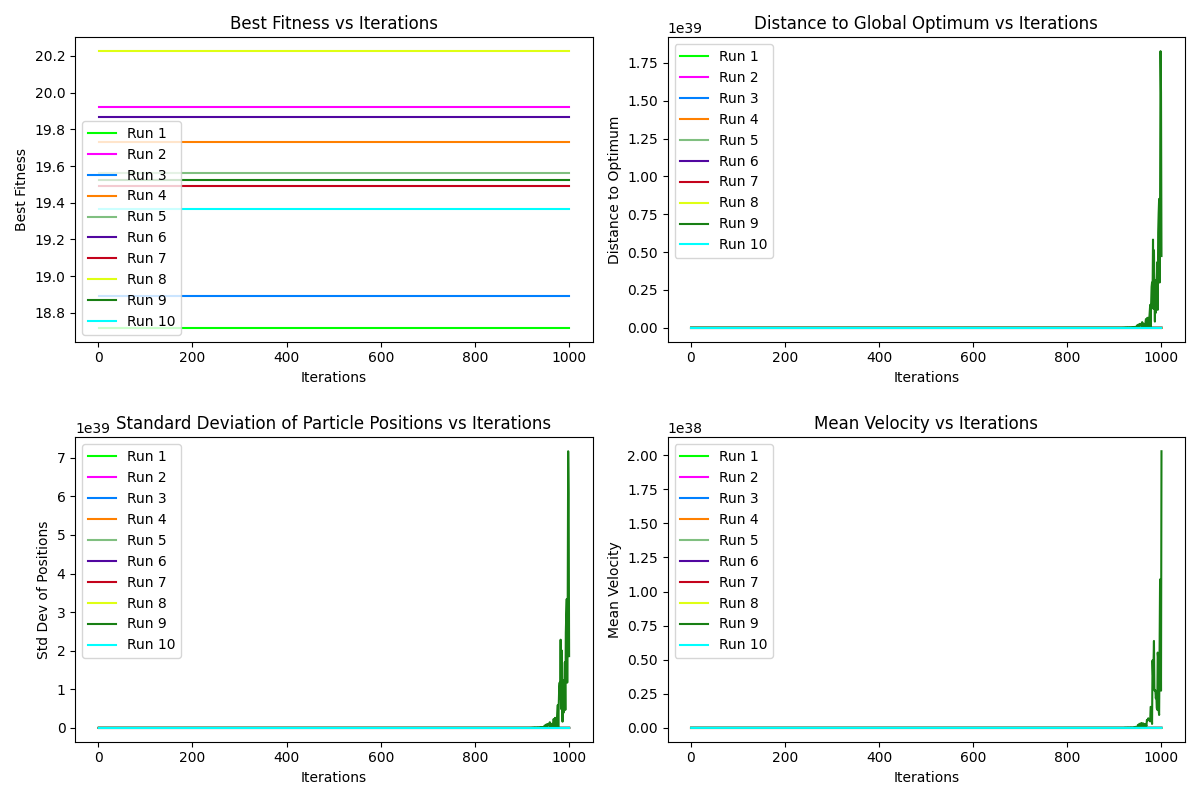 Best Fitness vs Iterations
Best Fitness
20.2
20.0
19.8
19.6
19.4
19.2
19.0
18.8
Run 1
Run 2
Run 3
Run 4
Run 5
Run 6
Run 7
Run 8
Run 9
Run 10
0 200 400 600 800 1000
Iterations
Distance to Global Optimum vs Iterations
1e39
Distance to Optimum
1.75
1.50
1.25
1.00
0.75
0.50
0.25
0.00
Run 1
Run 2
Run 3
Run 4
Run 5
Run 6
Run 7
Run 8
Run 9
Run 10
0 200 400 600 800 1000
Iterations
Standard Deviation of Particle Positions vs Iterations
1e39
Std Dev of Positions
7
6
5
4
3
2
1
0
Run 1
Run 2
Run 3
Run 4
Run 5
Run 6
Run 7
Run 8
Run 9
Run 10
0 200 400 600 800 1000
Iterations
Mean Velocity vs Iterations
1e38
Mean Velocity
2.00
1.75
1.50
1.25
1.00
0.75
0.50
0.25
0.00
Run 1
Run 2
Run 3
Run 4
Run 5
Run 6
Run 7
Run 8
Run 9
Run 10
0 200 400 600 800 1000
Iterations